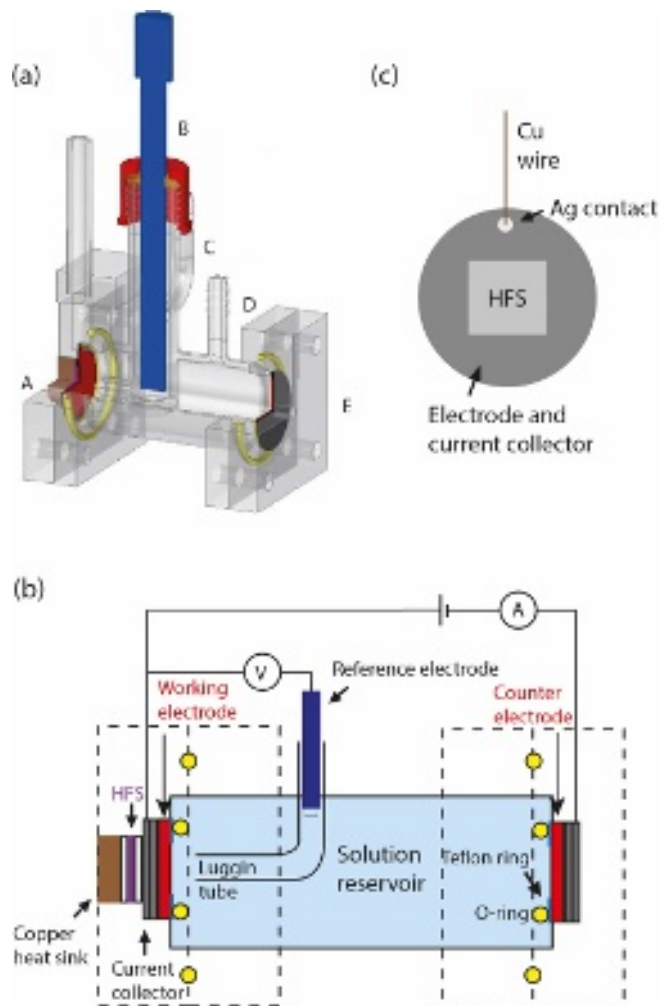 (a)
B
C
D
A
E
(c)
Cu
wire
Ag contact
HFS
Electrode and
current collector
(b)
A
V
Reference electrode
Working
electrode
Counter
electrode
HFS
Luggin
tube
Solution
reservoir
Teflon ring
O-ring
Copper
heat sink
Current
collector